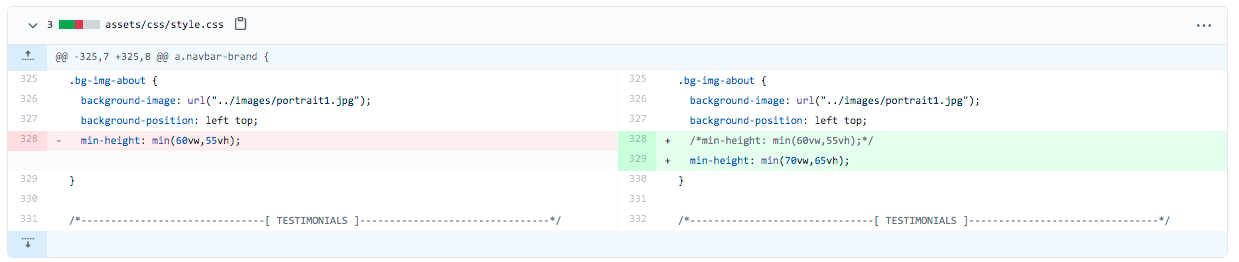 3 assets/css/style.css
@@ -325,7 +325,8 @@ a.navbar-brand {
325 .bg-img-about {
326 background-image: url("../images/portrait1.jpg");
327 background-position: left top;
328 - min-height: min(60vw,55vh);
329 }
330
331 /*------------------------------[ TESTIMONIALS ]-------------------------------*/
325 .bg-img-about {
326 background-image: url("../images/portrait1.jpg");
327 background-position: left top;
328 + /*min-height: min(60vw,55vh);*/
329 + min-height: min(70vw,65vh);
330 }
331
332 /*------------------------------[ TESTIMONIALS ]-------------------------------*/